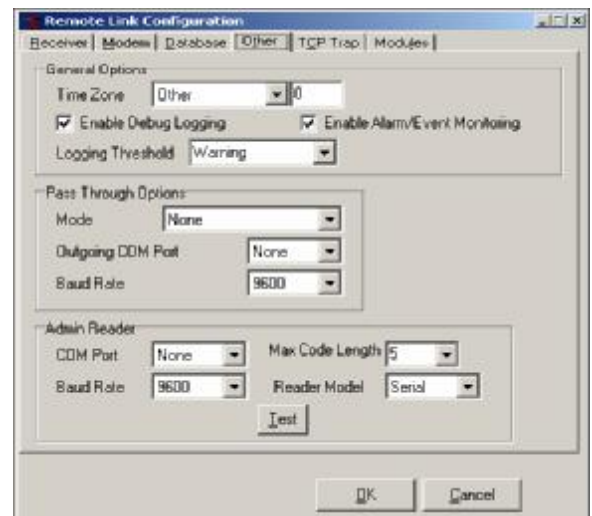 Remote Link Configuration
Receiver Modem Database Other TCP Trap Modules
General Options
Time Zone Other 0
Enable Debug Logging Enable Alarm/Event Monitoring
Logging Threshold Warning
Pass Through Options
Mode None
Outgoing COM Port None
Baud Rate 9600
Admin Reader
COM Port None Max Code Length 5
Baud Rate 9600 Reader Model Serial
Test
OK Cancel